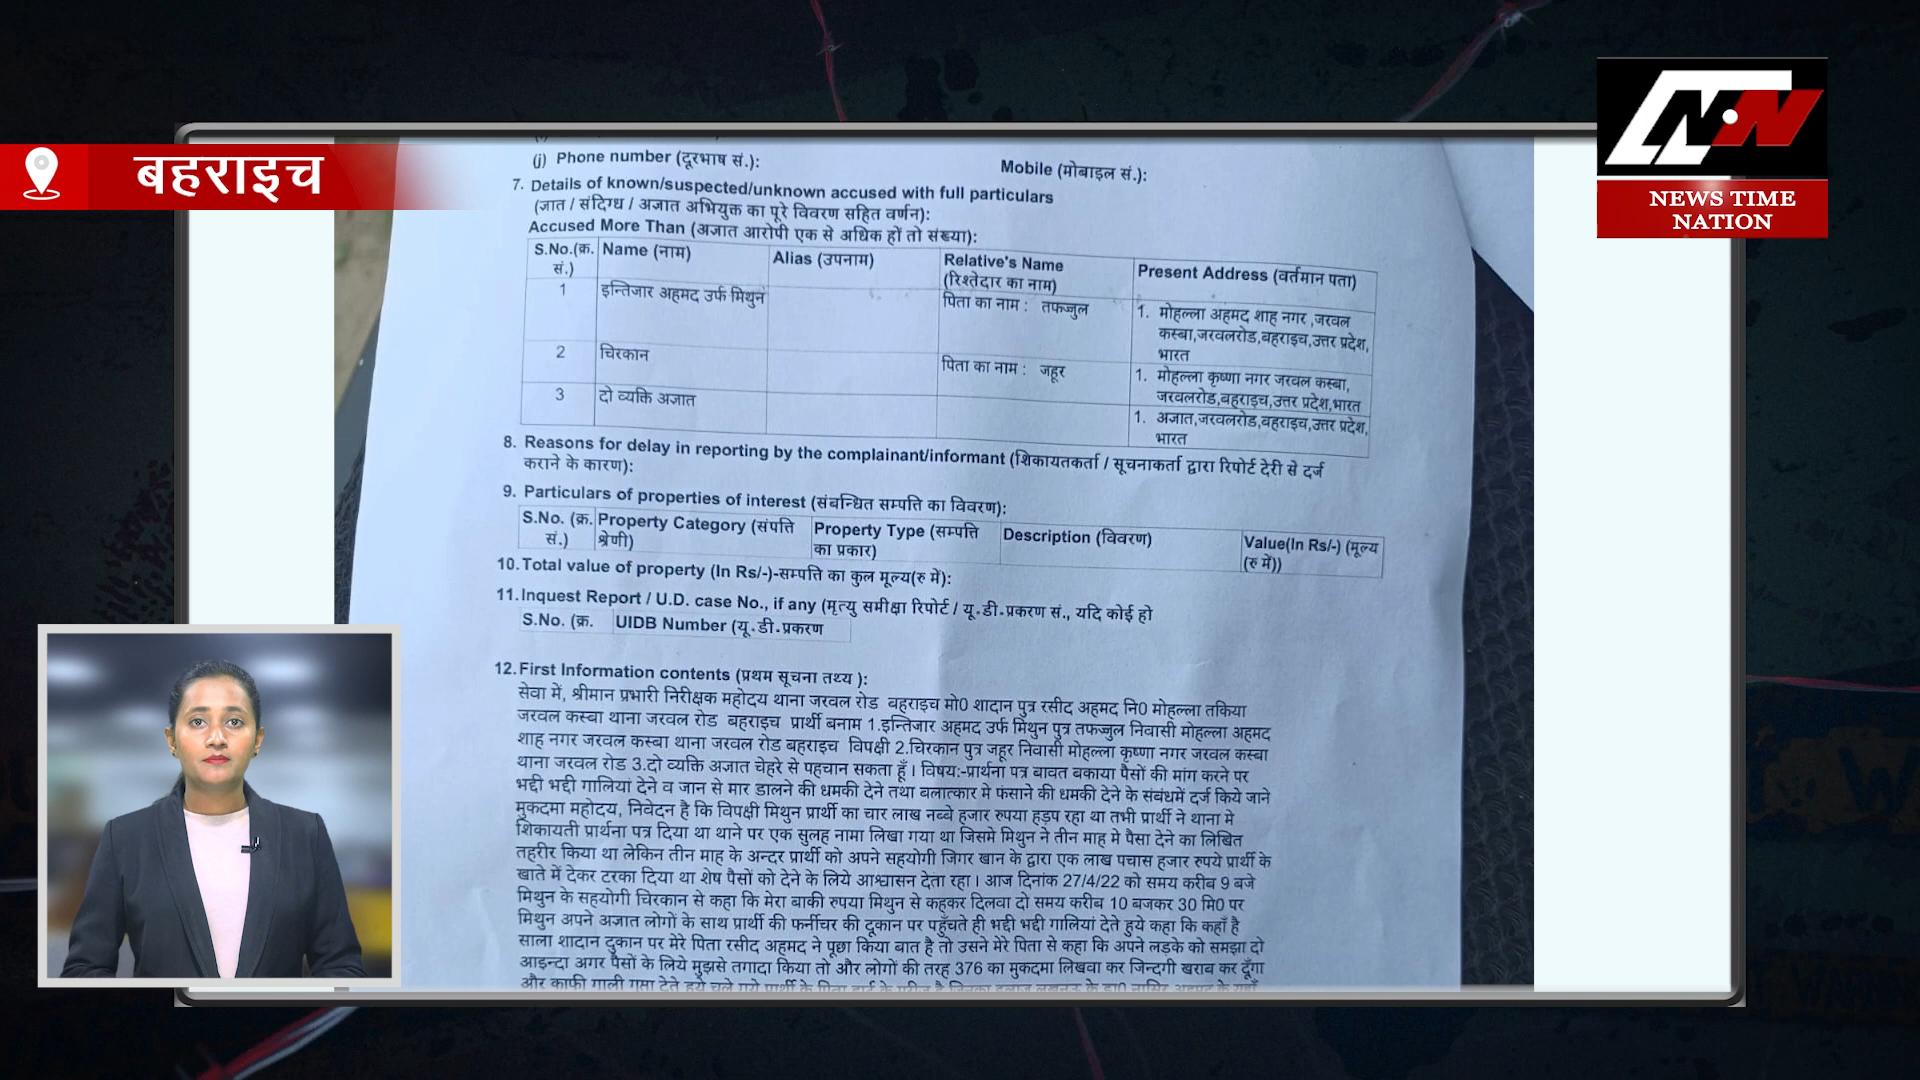 बहराइच
NEWS TIME
NATION
(j) Phone number (दूरभाष सं.): Mobile (मोबाइल सं.):
7. Details of known/suspected/unknown accused with full particulars
(ज्ञात / संदिग्ध / अज्ञात अभियुक्त का पूरे विवरण सहित वर्णन):
Accused More Than (अज्ञात आरोपी एक से अधिक हों तो संख्या):
S.No.(क्र. सं.) Name (नाम) Alias (उपनाम) Relative's Name (रिश्तेदार का नाम) Present Address (वर्तमान पता)
1 इन्तिजार अहमद उर्फ मिथुन पिता का नाम : तफज्जुल 1. मोहल्ला अहमद शाह नगर ,जरवल
कस्बा,जरवलरोड,बहराइच,उत्तर प्रदेश,
भारत
2 चिरकान पिता का नाम : जहूर 1. मोहल्ला कृष्णा नगर जरवल कस्बा,
जरवलरोड,बहराइच,उत्तर प्रदेश,भारत
3 दो व्यक्ति अज्ञात 1. अज्ञात,जरवलरोड,बहराइच,उत्तर प्रदेश,
भारत
8. Reasons for delay in reporting by the complainant/informant (शिकायतकर्ता / सूचनाकर्ता द्वारा रिपोर्ट देरी से दर्ज
कराने के कारण):
9. Particulars of properties of interest (संबन्धित सम्पत्ति का विवरण):
S.No. (क्र. सं.) Property Category (संपत्ति श्रेणी) Property Type (सम्पत्ति का प्रकार) Description (विवरण) Value(In Rs/-) (मूल्य (रु में))
10. Total value of property (In Rs/-)-सम्पत्ति का कुल मूल्य(रु में):
11. Inquest Report / U.D. case No., if any (मृत्यु समीक्षा रिपोर्ट / यू.डी.प्रकरण सं., यदि कोई हो
S.No. (क्र. UIDB Number (यू.डी.प्रकरण
12. First Information contents (प्रथम सूचना तथ्य ):
सेवा में, श्रीमान प्रभारी निरीक्षक महोदय थाना जरवल रोड बहराइच मो0 शादान पुत्र रसीद अहमद नि0 मोहल्ला तकिया
जरवल कस्बा थाना जरवल रोड बहराइच प्रार्थी बनाम 1.इन्तिजार अहमद उर्फ मिथुन पुत्र तफज्जुल निवासी मोहल्ला अहमद
शाह नगर जरवल कस्बा थाना जरवल रोड बहराइच विपक्षी 2.चिरकान पुत्र जहूर निवासी मोहल्ला कृष्णा नगर जरवल कस्बा
थाना जरवल रोड 3.दो व्यक्ति अज्ञात चेहरे से पहचान सकता हूँ । विषय:-प्रार्थना पत्र बावत बकाया पैसों की मांग करने पर
भद्दी भद्दी गालियां देने व जान से मार डालने की धमकी देने तथा बलात्कार मे फंसाने की धमकी देने के संबंधमें दर्ज किये जाने
मुकदमा महोदय, निवेदन है कि विपक्षी मिथुन प्रार्थी का चार लाख नब्बे हजार रुपया हड़प रहा था तभी प्रार्थी ने थाना मे
शिकायती प्रार्थना पत्र दिया था थाने पर एक सुलह नामा लिखा गया था जिसमे मिथुन ने तीन माह मे पैसा देने का लिखित
तहरीर किया था लेकिन तीन माह के अन्दर प्रार्थी को अपने सहयोगी जिगर खान के द्वारा एक लाख पचास हजार रुपये प्रार्थी के
खाते में देकर टरका दिया था शेष पैसों को देने के लिये आश्वासन देता रहा । आज दिनांक 27/4/22 को समय करीब 9 बजे
मिथुन के सहयोगी चिरकान से कहा कि मेरा बाकी रुपया मिथुन से कहकर दिलवा दो समय करीब 10 बजकर 30 मि0 पर
मिथुन अपने अज्ञात लोगों के साथ प्रार्थी की फर्नीचर की दूकान पर पहुँचते ही भद्दी भद्दी गालियां देते हुये कहा कि कहाँ है
साला शादान दुकान पर मेरे पिता रसीद अहमद ने पूछा किया बात है तो उसने मेरे पिता से कहा कि अपने लड़के को समझा दो
आइन्दा अगर पैसों के लिये मुझसे तगादा किया तो और लोगों की तरह 376 का मुकदमा लिखवा कर जिन्दगी खराब कर दूँगा
और काफी गाली गुप्ता देते हुये चले गये प्रार्थी के पिता हार्ट के मरीज है जिनका इलाज लखनऊ के डा0